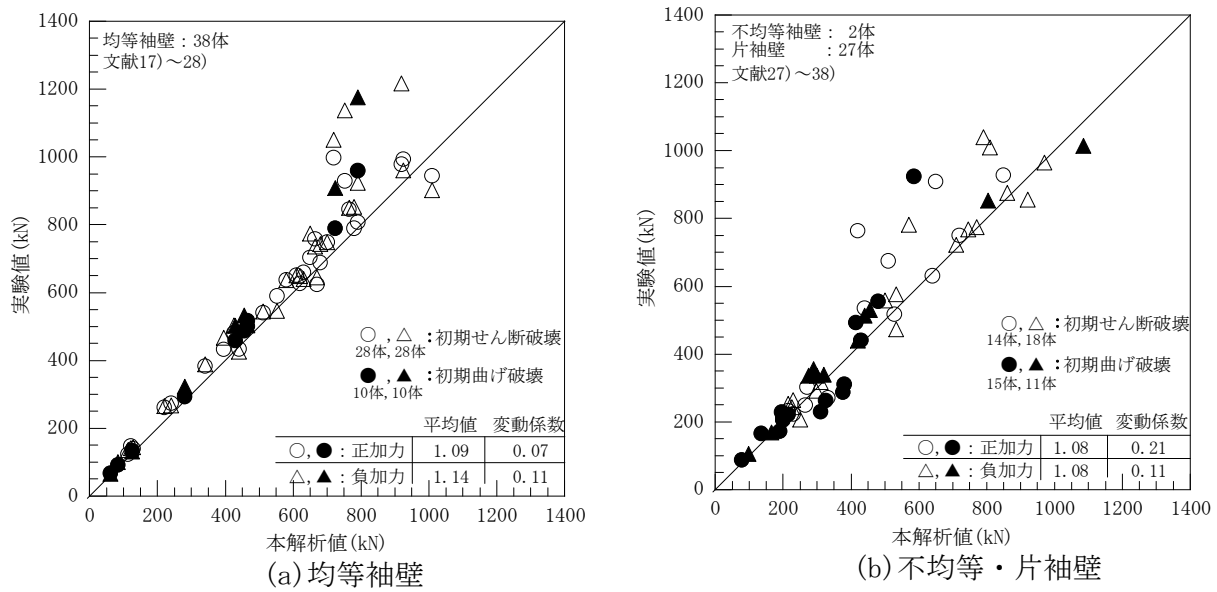 1400
1200
1000
800
600
400
200
0
実験値(kN)
均等袖壁：38体
文献17)～28)
○,△:初期せん断破壊
28体,28体
●,▲:初期曲げ破壊
10体,10体
平均値 変動係数
○,●：正加力 1.09 0.07
△,▲：負加力 1.14 0.11
0 200 400 600 800 1000 1200 1400
本解析値(kN)
(a)均等袖壁
1400
1200
1000
800
600
400
200
0
実験値(kN)
不均等袖壁： 2体
片袖壁 ：27体
文献27)～38)
○,△:初期せん断破壊
14体,18体
●,▲:初期曲げ破壊
15体,11体
平均値 変動係数
○,●：正加力 1.08 0.21
△,▲：負加力 1.08 0.11
0 200 400 600 800 1000 1200 1400
本解析値(kN)
(b)不均等・片袖壁